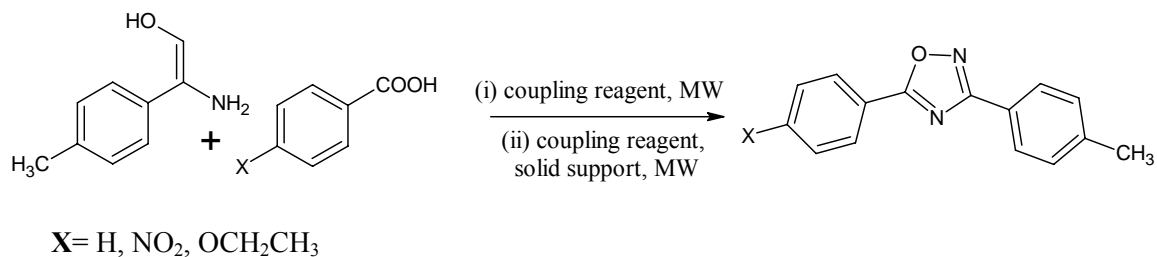 HO
COOH
NH₂
+
H₃C
X
(i) coupling reagent, MW
(ii) coupling reagent,
solid support, MW
O
N
N
X
CH₃
X= H, NO₂, OCH₂CH₃